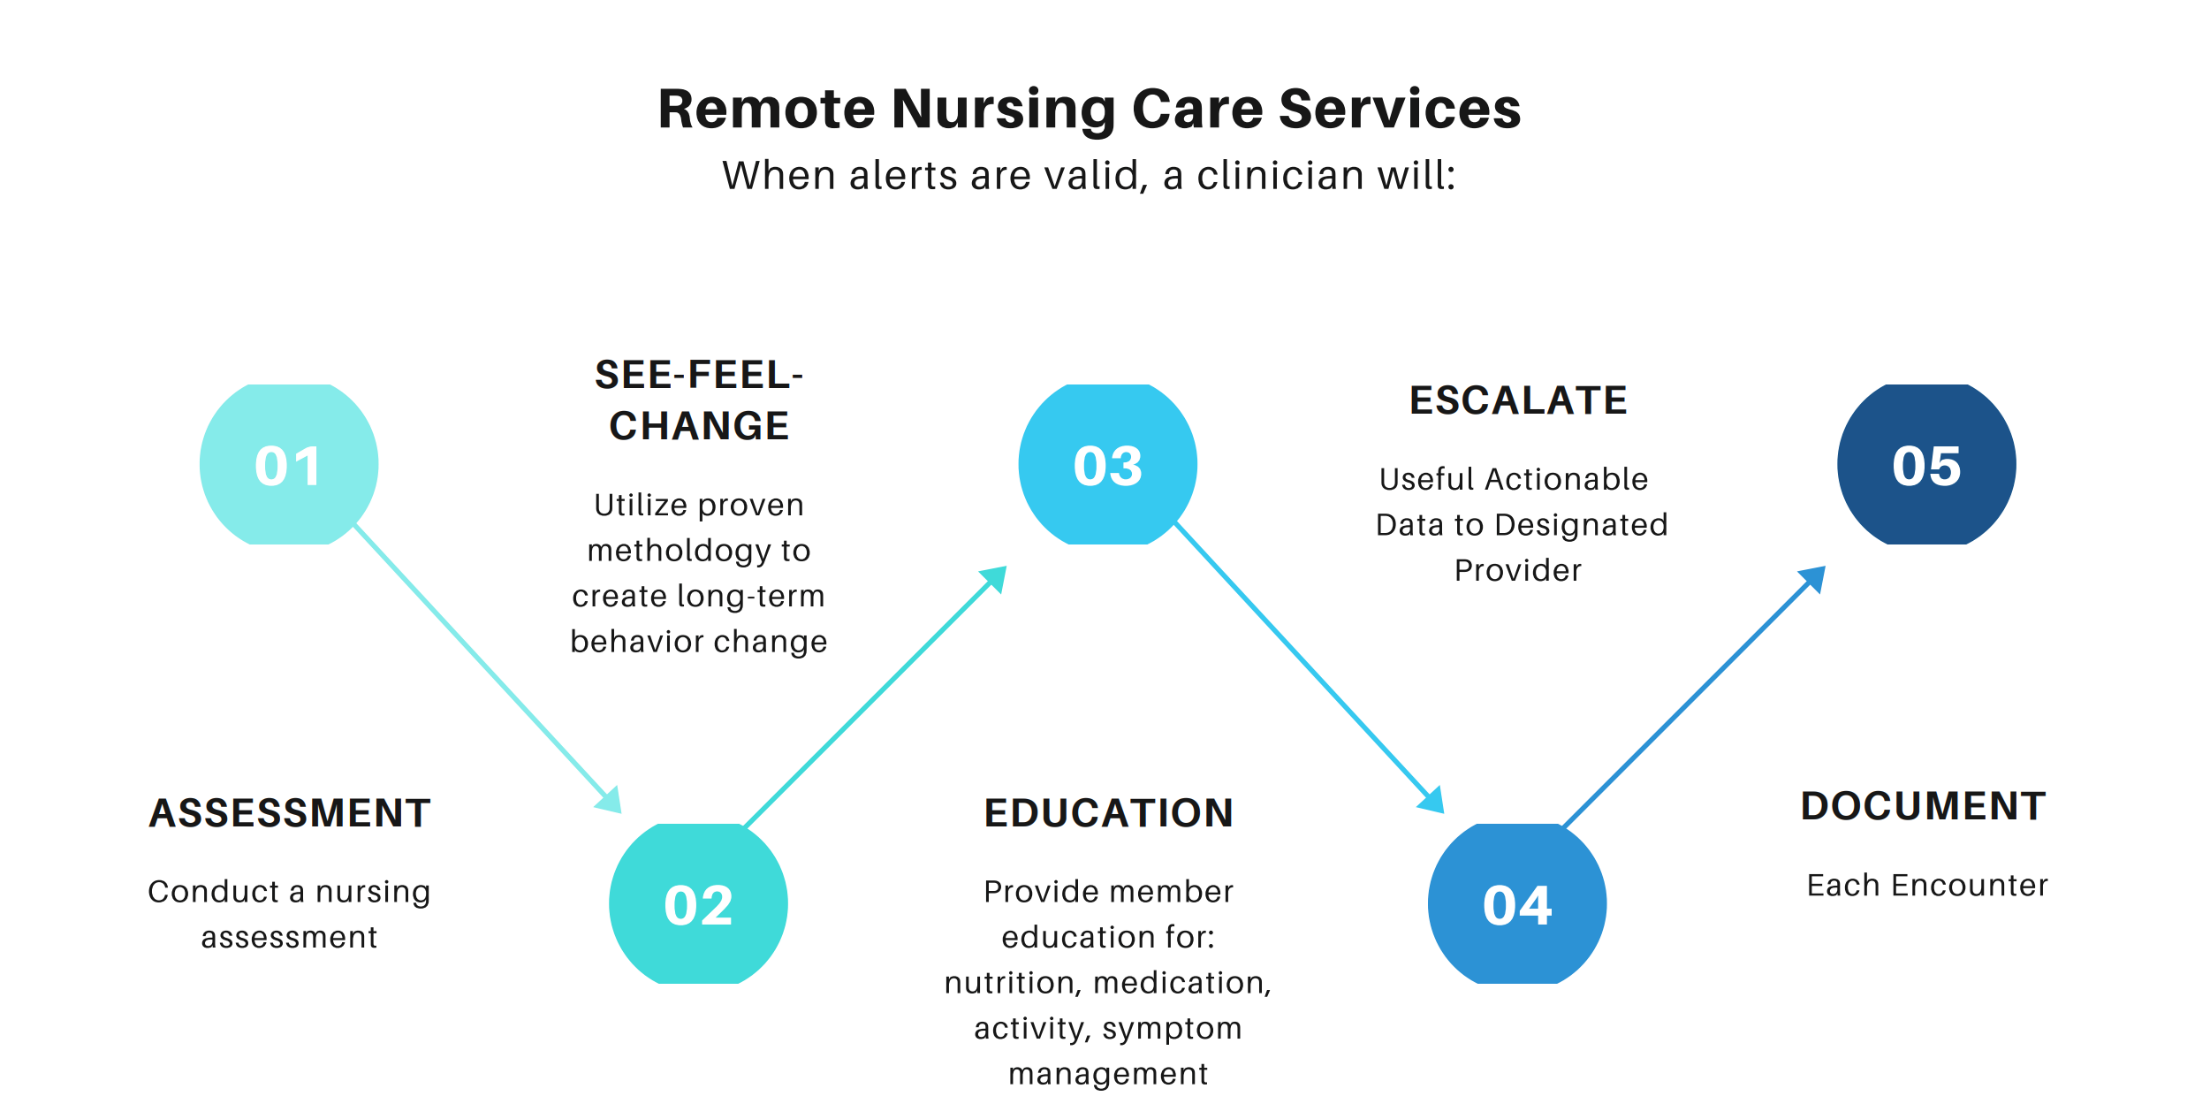 Remote Nursing Care Services
When alerts are valid, a clinician will:
01
ASSESSMENT
Conduct a nursing
assessment
SEE-FEEL-
CHANGE
Utilize proven
metholdogy to
create long-term
behavior change
02
03
EDUCATION
Provide member
education for:
nutrition, medication,
activity, symptom
management
ESCALATE
Useful Actionable
Data to Designated
Provider
04
05
DOCUMENT
Each Encounter